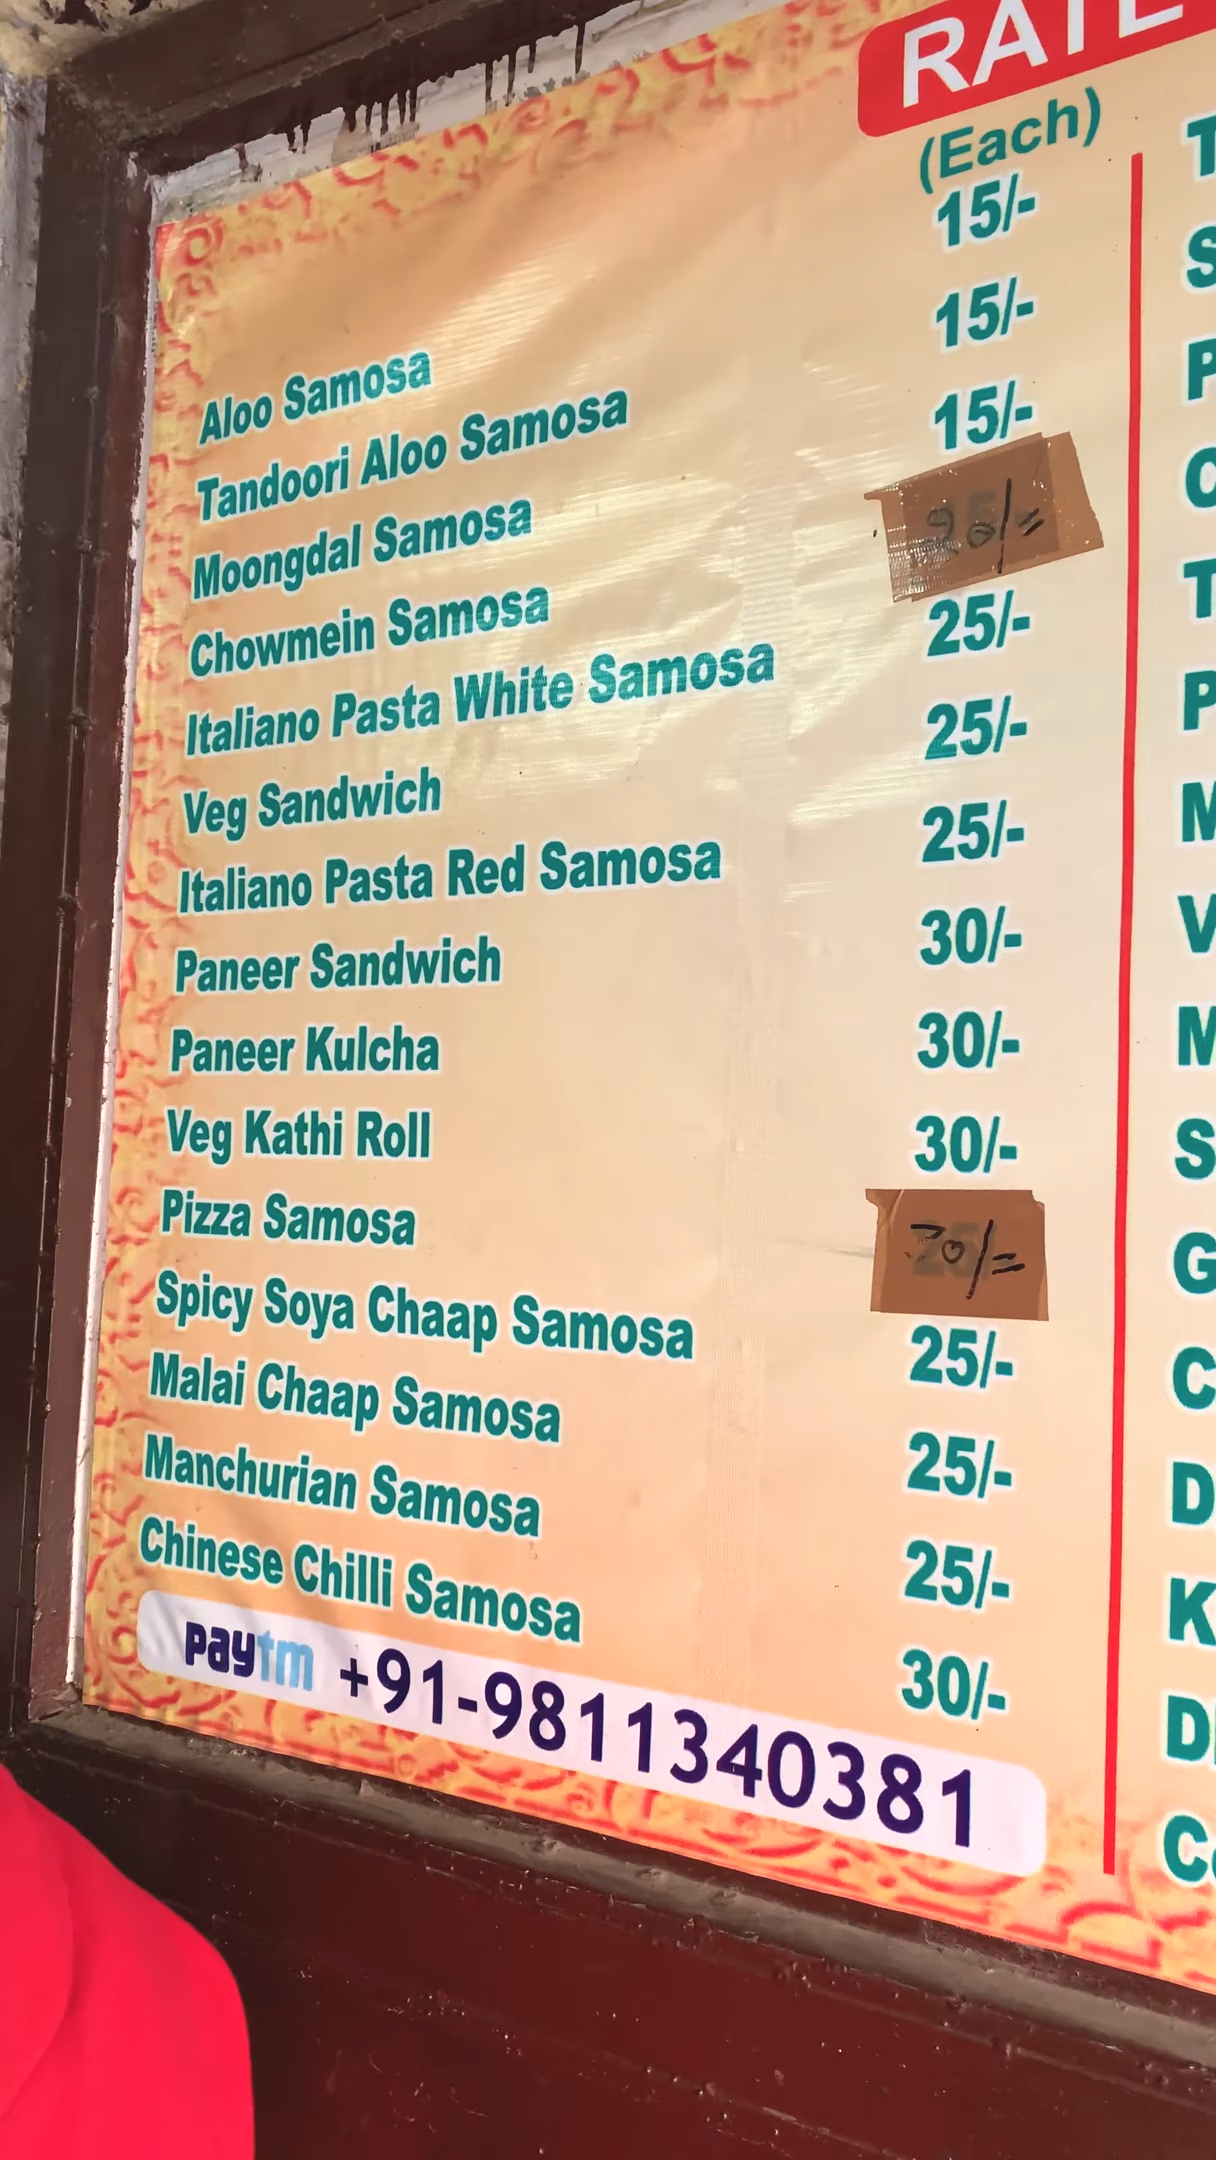 RATE
(Each)
Aloo Samosa 15/-
Tandoori Aloo Samosa 15/-
Moongdal Samosa 15/-
Chowmein Samosa 20/=
Italiano Pasta White Samosa 25/-
Veg Sandwich 25/-
Italiano Pasta Red Samosa 25/-
Paneer Sandwich 30/-
Paneer Kulcha 30/-
Veg Kathi Roll 30/-
Pizza Samosa
Spicy Soya Chaap Samosa 25/-
Malai Chaap Samosa 25/-
Manchurian Samosa 25/-
Chinese Chilli Samosa 30/-
paytm +91-9811340381